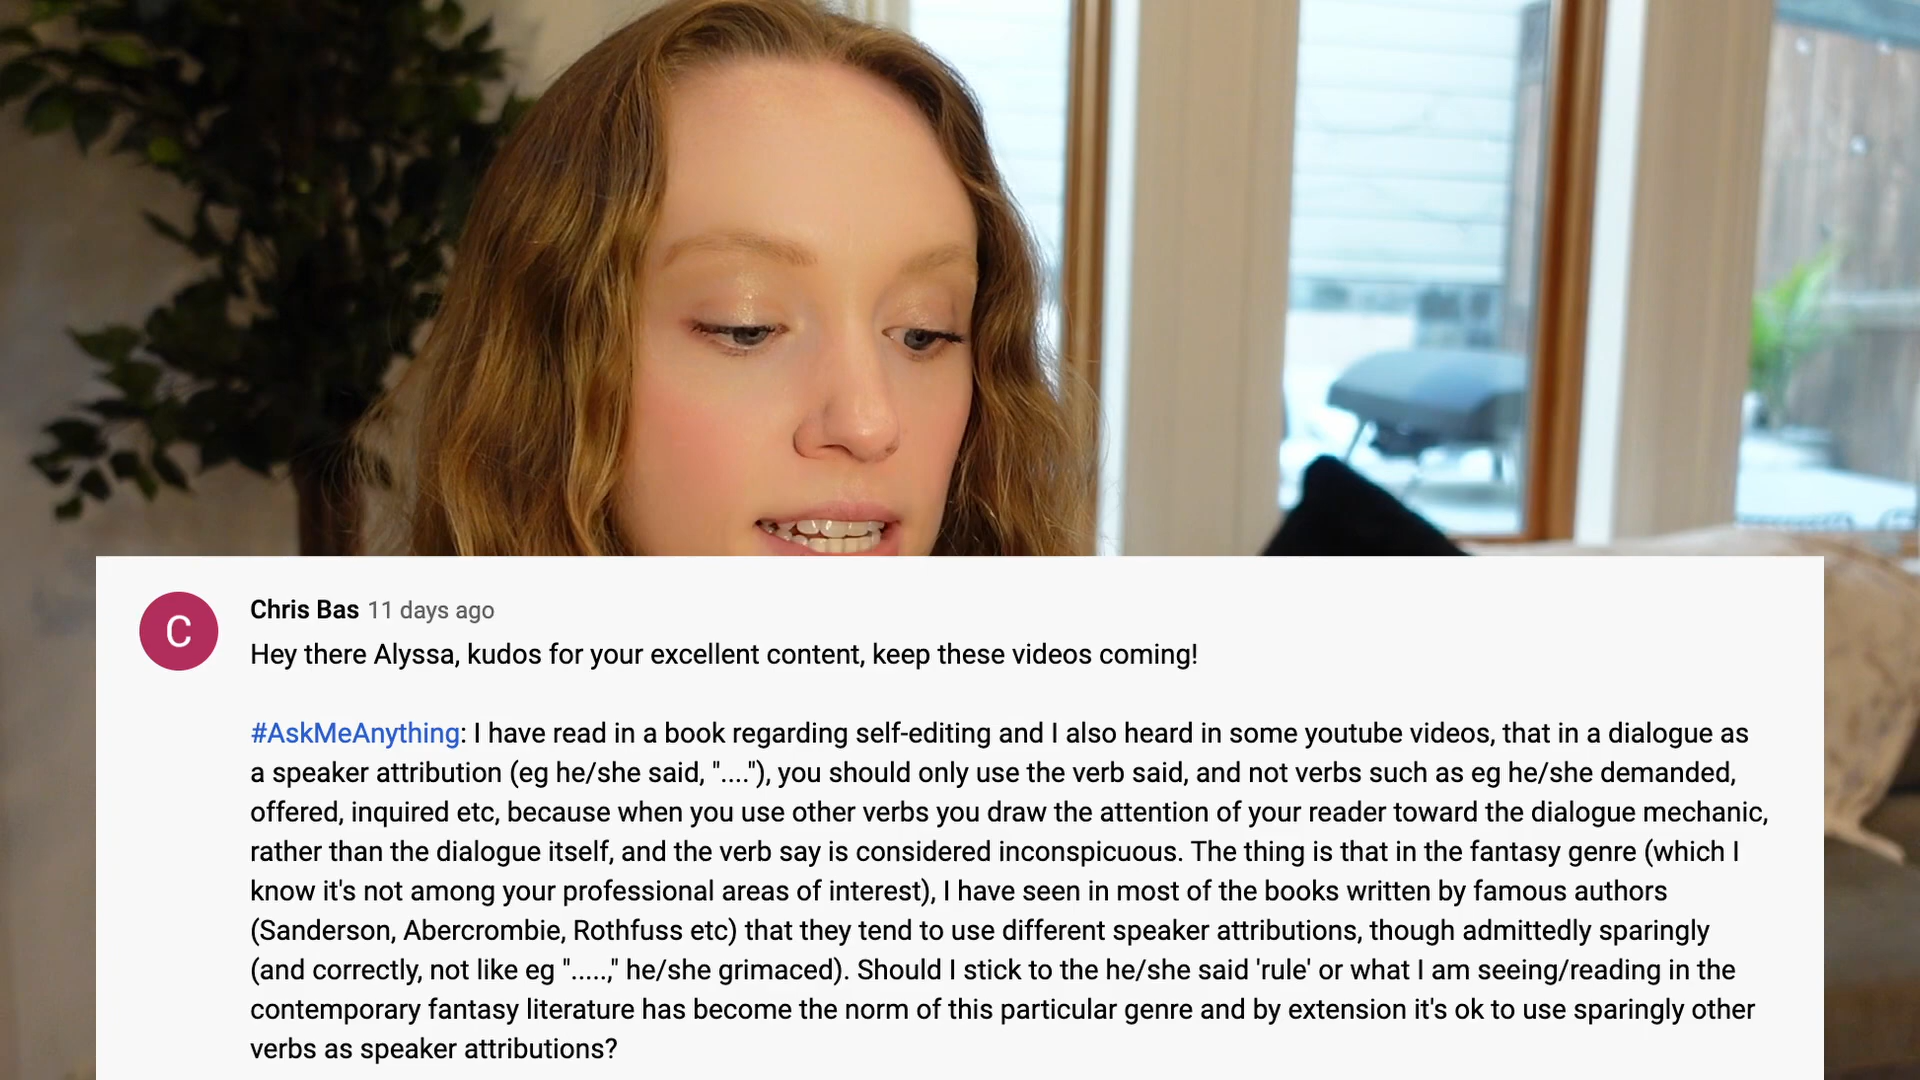 C
Chris Bas 11 days ago
Hey there Alyssa, kudos for your excellent content, keep these videos coming!
#AskMeAnything: I have read in a book regarding self-editing and I also heard in some youtube videos, that in a dialogue as
a speaker attribution (eg he/she said, "...."), you should only use the verb said, and not verbs such as eg he/she demanded,
offered, inquired etc, because when you use other verbs you draw the attention of your reader toward the dialogue mechanic,
rather than the dialogue itself, and the verb say is considered inconspicuous. The thing is that in the fantasy genre (which I
know it's not among your professional areas of interest), I have seen in most of the books written by famous authors
(Sanderson, Abercrombie, Rothfuss etc) that they tend to use different speaker attributions, though admittedly sparingly
(and correctly, not like eg ".....," he/she grimaced). Should I stick to the he/she said 'rule' or what I am seeing/reading in the
contemporary fantasy literature has become the norm of this particular genre and by extension it's ok to use sparingly other
verbs as speaker attributions?